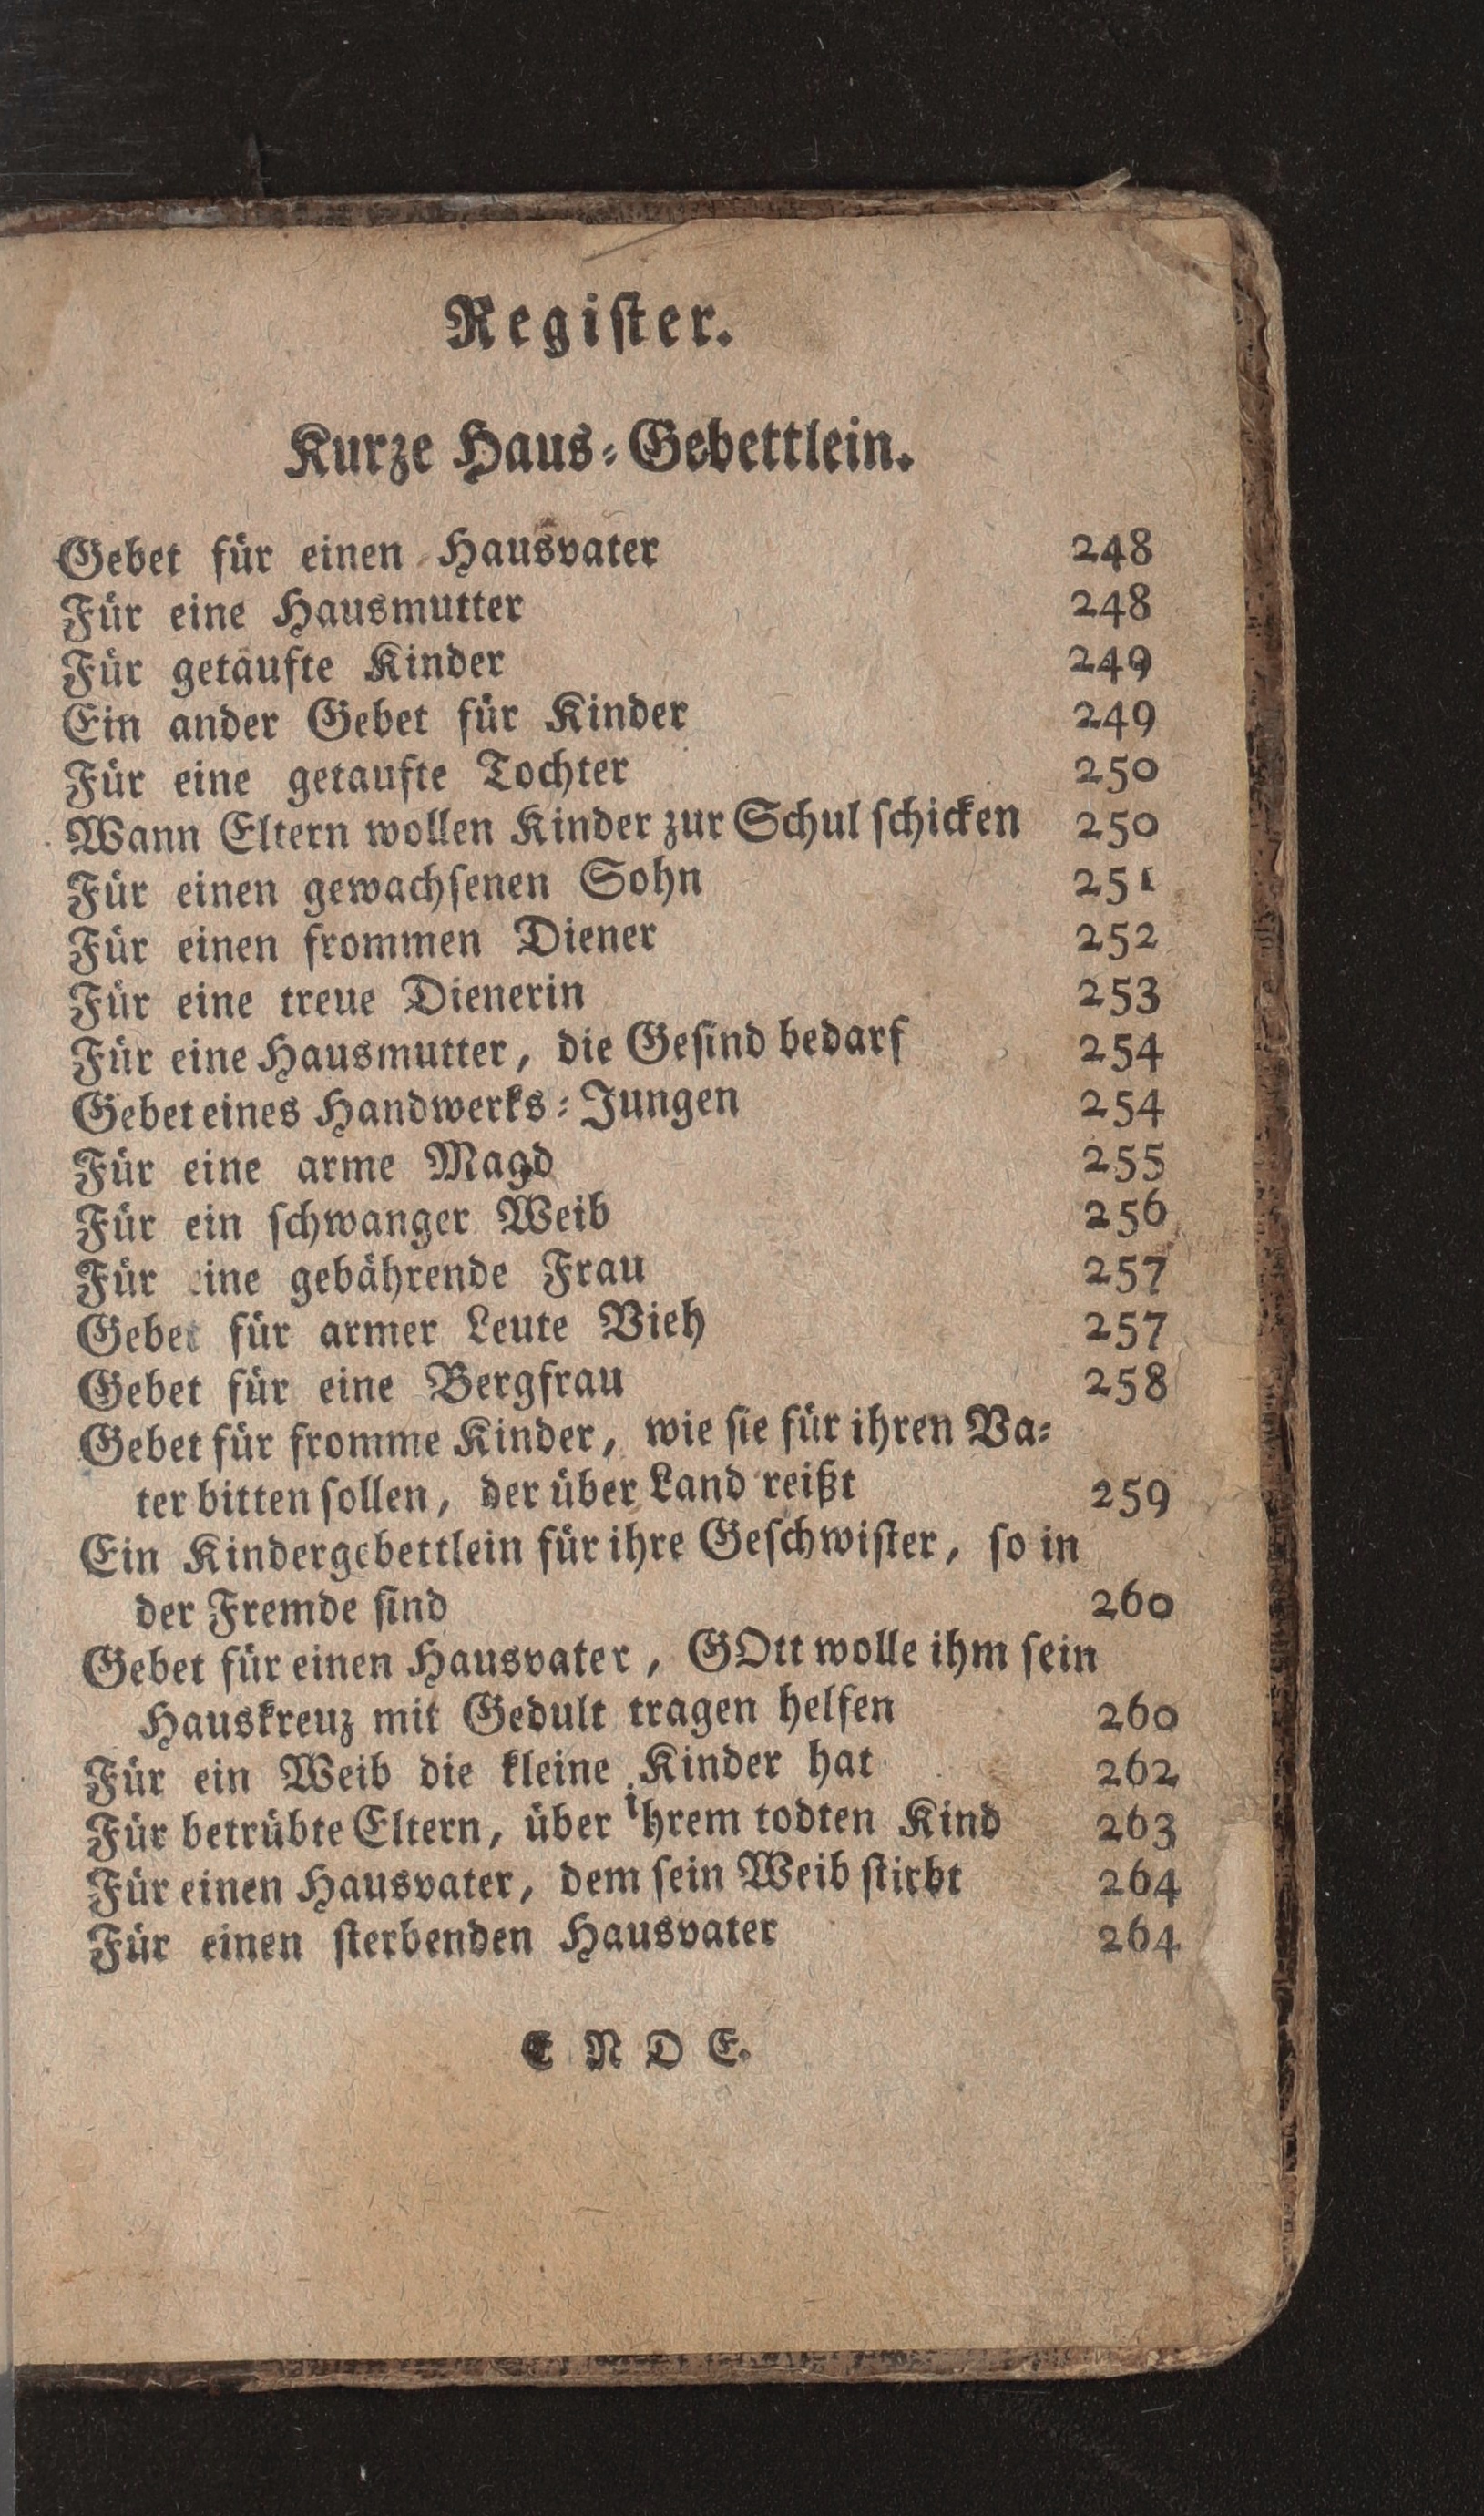 Regiſter.
Kurze Haus⸗Gebettlein.
Gebet für einen Hausvater 248
Für eine Hausmutter 248
Für getaufte Kinder 249
Ein ander Gebet für Kinder 249
Für eine getaufte Tochter 250
Wann Eltern wollen Kinder zur Schul ſchicken 250
Für einen gewachſenen Sohn 251
Für einen frommen Diener 252
Für eine treue Dienerin 253
Für eine Hausmutter, die Geſind bedarf 254
Gebet eines Handwerks⸗Jungen 254
Für eine arme Magd 255
Für ein ſchwanger Weib 256
Für eine gebährende Frau 257
Gebet für armer Leute Vieh 257
Gebet für eine Bergfrau 258
Gebet für fromme Kinder, wie ſie für ihren Va⸗
ter bitten ſollen, der über Land reißt 259
Ein Kindergebettlein für ihre Geſchwiſter, ſo in
der Fremde ſind 260
Gebet für einen Hausvater, GOtt wolle ihm ſein
Hauskreuz mit Gedult tragen helfen 260
Für ein Weib die kleine Kinder hat 262
Für betrübte Eltern, über ihrem todten Kind 263
Für einen Hausvater, dem ſein Weib ſtirbt 264
Für einen ſterbenden Hausvater 264
E N D E.